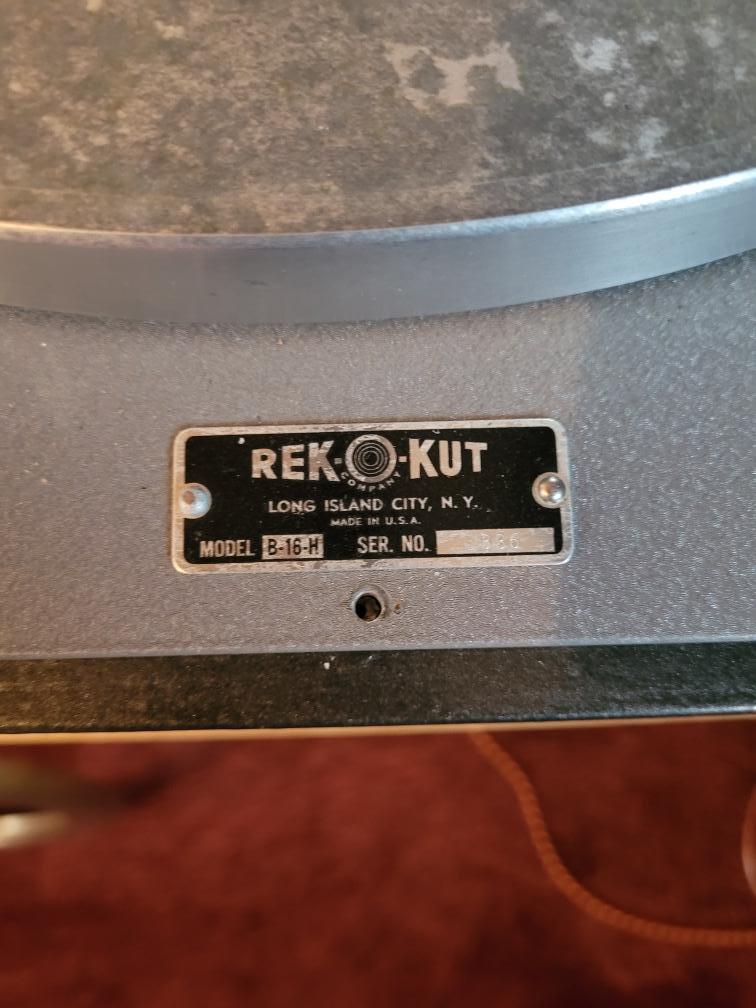 REK-O-KUT
COMPANY
LONG ISLAND CITY, N.Y.
MADE IN U.S.A.
MODEL B-16-H SER. NO.